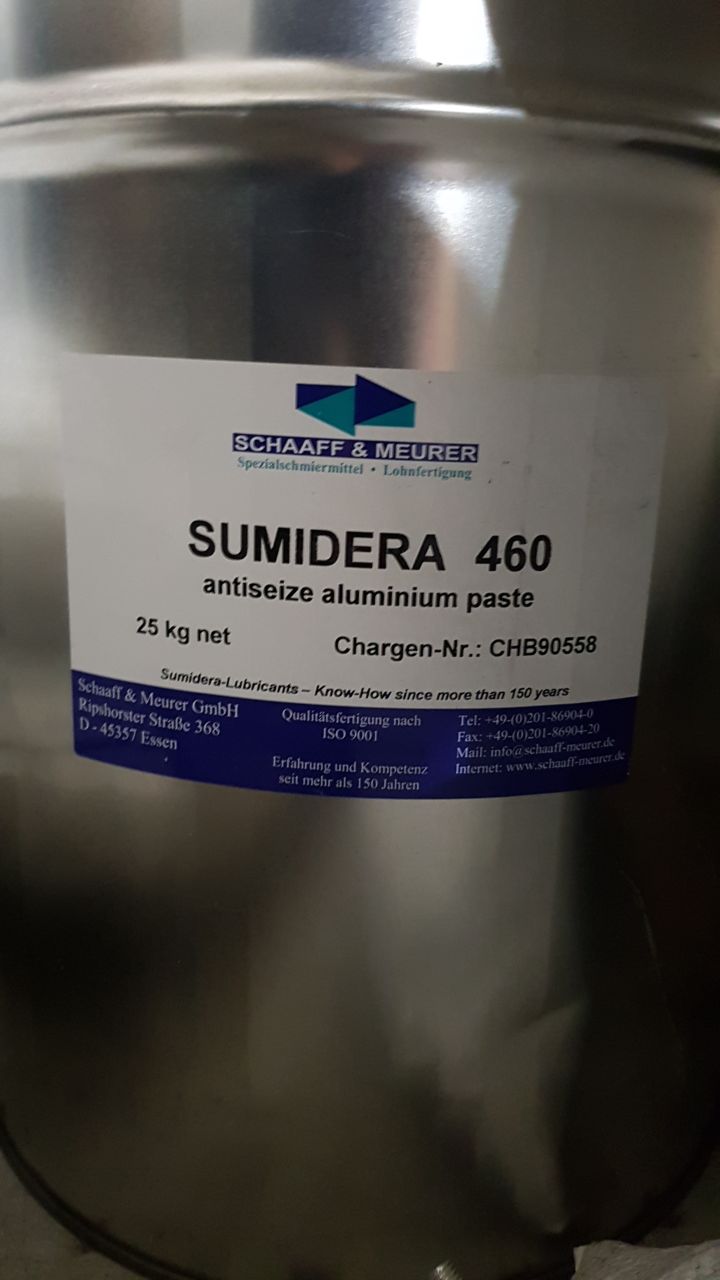 SCHAAFF & MEURER
Spezialschmiermittel • Lohnfertigung
SUMIDERA 460
antiseize aluminium paste
25 kg net
Chargen-Nr.: CHB90558
Sumidera-Lubricants – Know-How since more than 150 years
Schaaff & Meurer GmbH
Ripshorster Straße 368
D - 45357 Essen
Qualitätsfertigung nach
ISO 9001
Erfahrung und Kompetenz
seit mehr als 150 Jahren
Tel: +49-(0)201-86904-0
Fax: +49-(0)201-86904-20
Mail: info@schaaff-meurer.de
Internet: www.schaaff-meurer.de